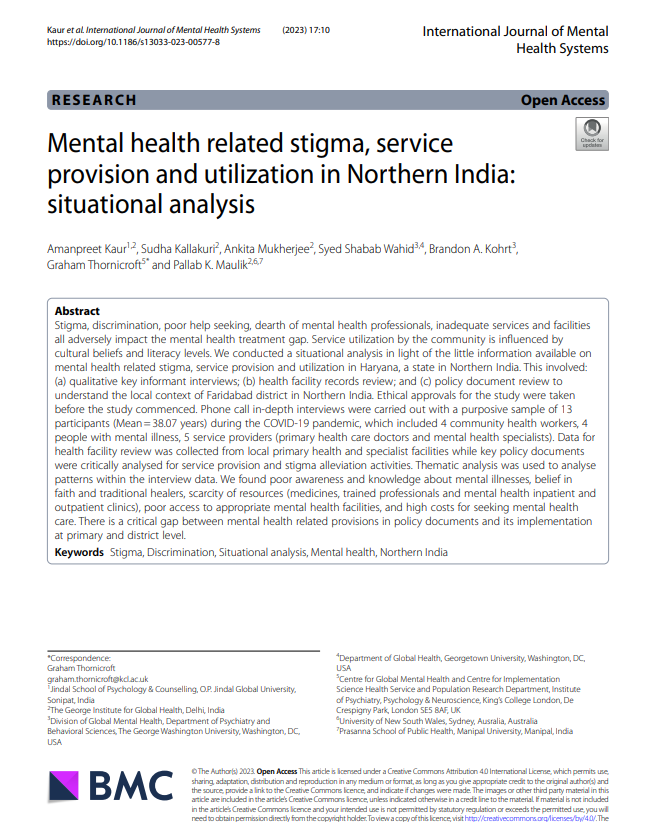 Kaur et al. International Journal of Mental Health Systems (2023) 17:10
https://doi.org/10.1186/s13033-023-00577-8
International Journal of Mental
Health Systems
RESEARCH Open Access
Check for
updates
Mental health related stigma, service
provision and utilization in Northern India:
situational analysis
Amanpreet Kaur1,2, Sudha Kallakuri2, Ankita Mukherjee2, Syed Shabab Wahid3,4, Brandon A. Kohrt3,
Graham Thornicroft5* and Pallab K. Maulik2,6,7
Abstract
Stigma, discrimination, poor help seeking, dearth of mental health professionals, inadequate services and facilities
all adversely impact the mental health treatment gap. Service utilization by the community is influenced by
cultural beliefs and literacy levels. We conducted a situational analysis in light of the little information available on
mental health related stigma, service provision and utilization in Haryana, a state in Northern India. This involved:
(a) qualitative key informant interviews; (b) health facility records review; and (c) policy document review to
understand the local context of Faridabad district in Northern India. Ethical approvals for the study were taken
before the study commenced. Phone call in-depth interviews were carried out with a purposive sample of 13
participants (Mean = 38.07 years) during the COVID-19 pandemic, which included 4 community health workers, 4
people with mental illness, 5 service providers (primary health care doctors and mental health specialists). Data for
health facility review was collected from local primary health and specialist facilities while key policy documents
were critically analysed for service provision and stigma alleviation activities. Thematic analysis was used to analyse
patterns within the interview data. We found poor awareness and knowledge about mental illnesses, belief in
faith and traditional healers, scarcity of resources (medicines, trained professionals and mental health inpatient and
outpatient clinics), poor access to appropriate mental health facilities, and high costs for seeking mental health
care. There is a critical gap between mental health related provisions in policy documents and its implementation
at primary and district level.
Keywords Stigma, Discrimination, Situational analysis, Mental health, Northern India
*Correspondence:
Graham Thornicroft
graham.thornicroft@kcl.ac.uk
1Jindal School of Psychology & Counselling, O.P. Jindal Global University,
Sonipat, India
2The George Institute for Global Health, Delhi, India
3Division of Global Mental Health, Department of Psychiatry and
Behavioral Sciences, The George Washington University, Washington, DC,
USA
4Department of Global Health, Georgetown University, Washington, DC,
USA
5Centre for Global Mental Health and Centre for Implementation
Science Health Service and Population Research Department, Institute
of Psychiatry, Psychology & Neuroscience, King's College London, De
Crespigny Park, London SE5 8AF, UK
6University of New South Wales, Sydney, Ausralia, Australia
7Prasanna School of Public Health, Manipal University, Manipal, India
BMC
© The Author(s) 2023. Open Access This article is licensed under a Creative Commons Attribution 4.0 International License, which permits use,
sharing, adaptation, distribution and reproduction in any medium or format, as long as you give appropriate credit to the original author(s) and
the source, provide a link to the Creative Commons licence, and indicate if changes were made. The images or other third party material in this
article are included in the article's Creative Commons licence, unless indicated otherwise in a credit line to the material. If material is not included
in the article's Creative Commons licence and your intended use is not permitted by statutory regulation or exceeds the permitted use, you will
need to obtain permission directly from the copyright holder. To view a copy of this licence, visit http://creativecommons.org/licenses/by/4.0/. The